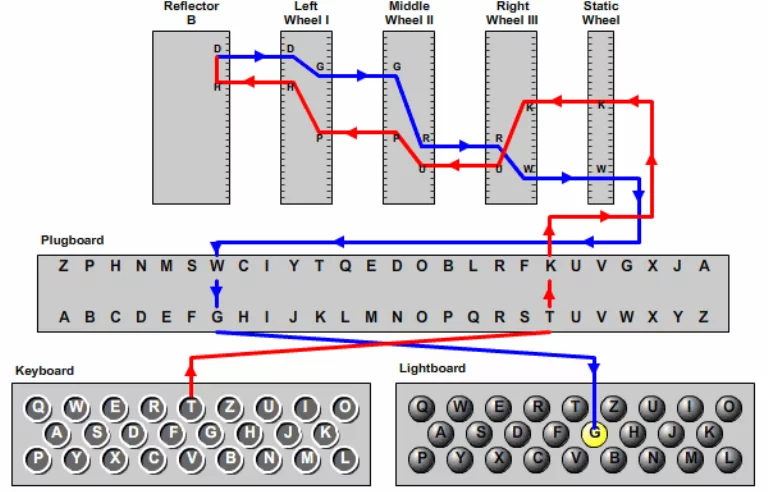 Reflector B
Left Wheel I
Middle Wheel II
Right Wheel III
Static Wheel
D D
G G
H H
K K
P P
R R
U U
W W
Plugboard
Z P H N M S W C I Y T Q E D O B L R F K U V G X J A
A B C D E F G H I J K L M N O P Q R S T U V W X Y Z
Keyboard
Q W E R T Z U I O
A S D F G H J K
P Y X C V B N M L
Lightboard
Q W E R T Z U I O
A S D F G H J K
P Y X C V B N M L